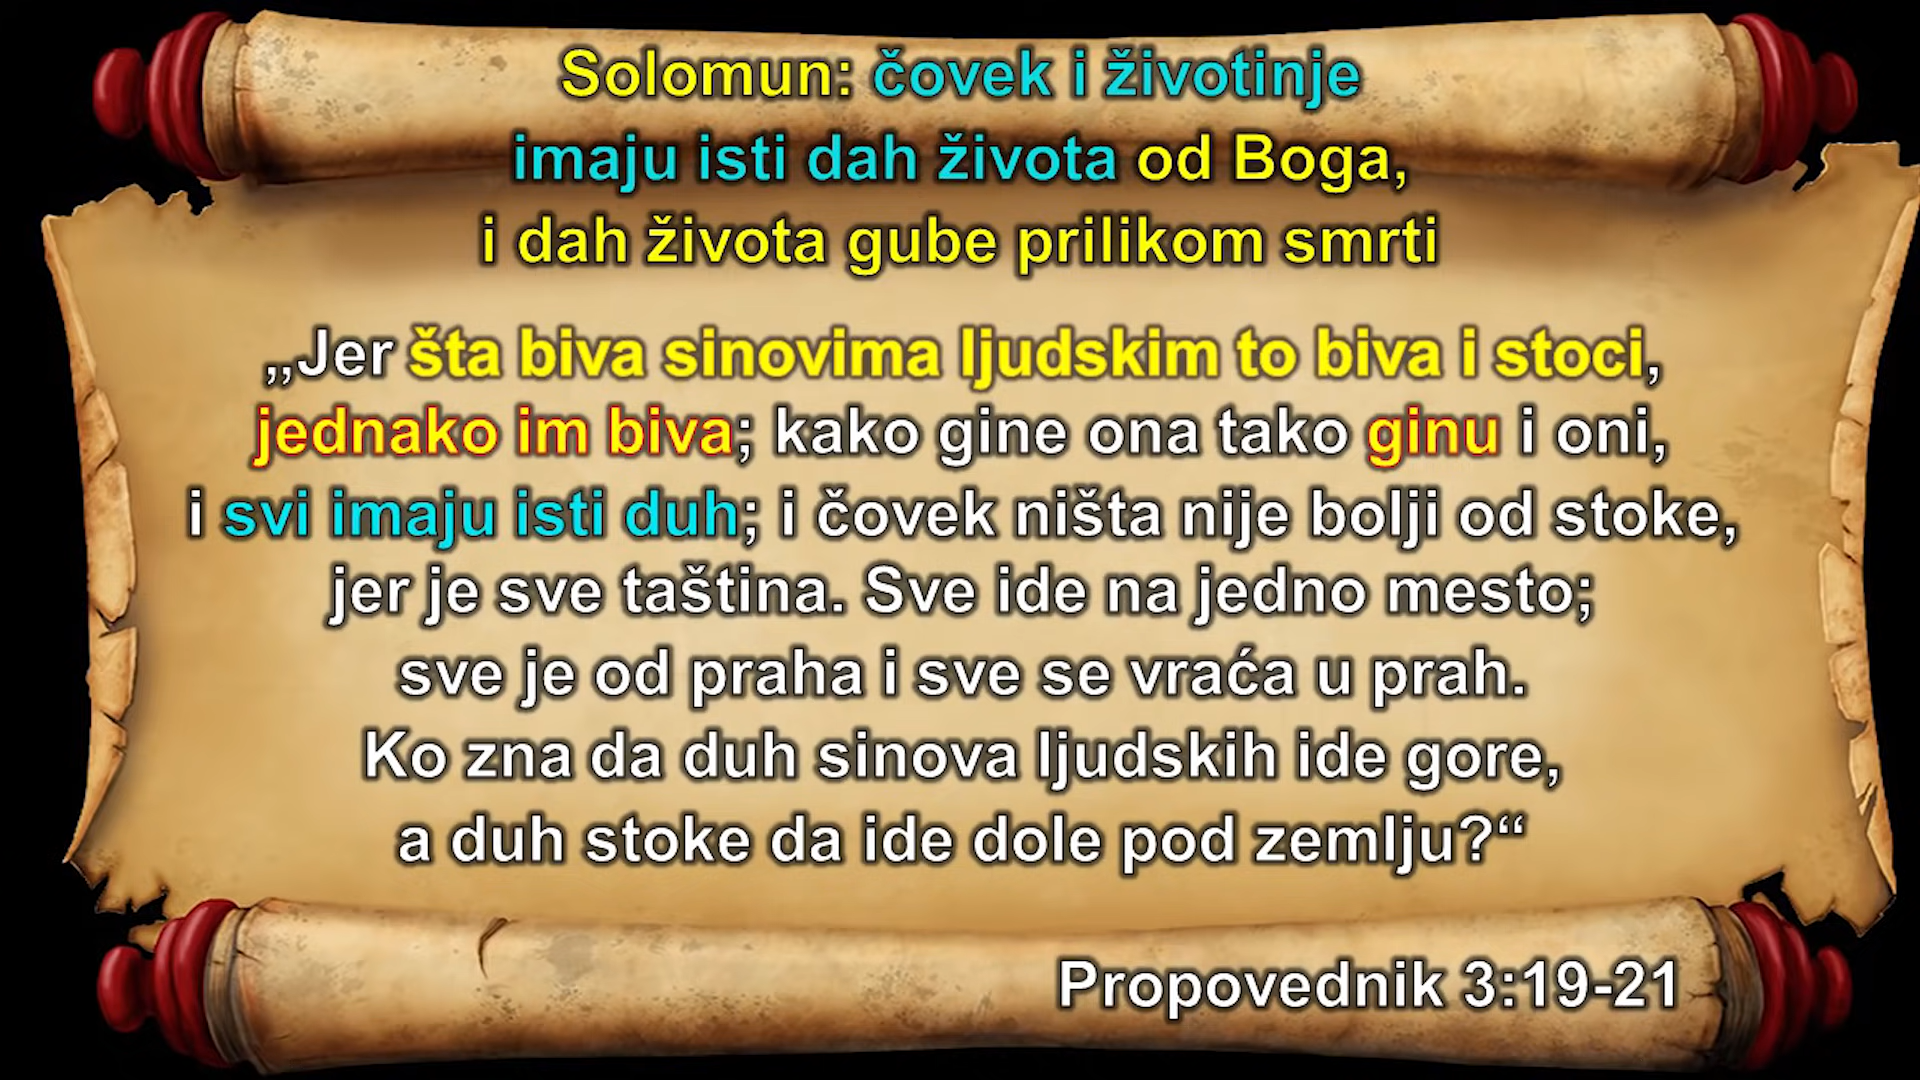 Solomun: čovek i životinje
imaju isti dah života od Boga,
i dah života gube prilikom smrti
„Jer šta biva sinovima ljudskim to biva i stoci,
jednako im biva; kako gine ona tako ginu i oni,
i svi imaju isti duh; i čovek ništa nije bolji od stoke,
jer je sve taština. Sve ide na jedno mesto;
sve je od praha i sve se vraća u prah.
Ko zna da duh sinova ljudskih ide gore,
a duh stoke da ide dole pod zemlju?“
Propovednik 3:19-21